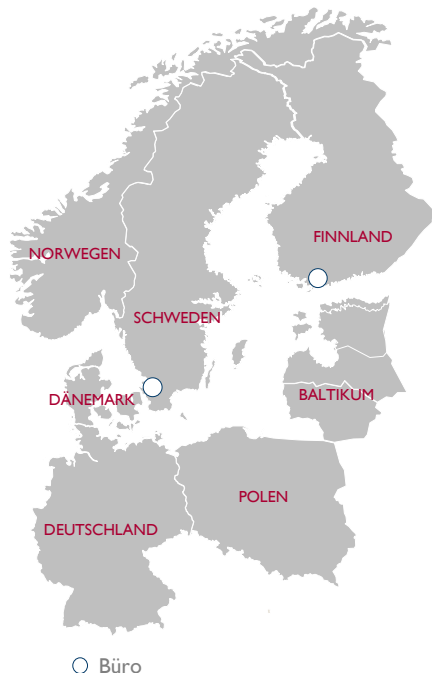 FINNLAND
NORWEGEN
SCHWEDEN
BALTIKUM
DÄNEMARK
POLEN
DEUTSCHLAND
Büro